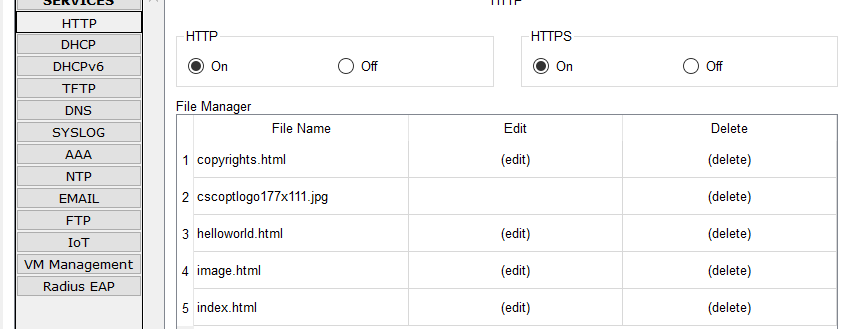 SERVICES
HTTP
DHCP
DHCPv6
TFTP
DNS
SYSLOG
AAA
NTP
EMAIL
FTP
IoT
VM Management
Radius EAP
HTTP
HTTP
On Off
HTTPS
On Off
File Manager
File Name Edit Delete
1 copyrights.html (edit) (delete)
2 cscoptlogo177x111.jpg (delete)
3 helloworld.html (edit) (delete)
4 image.html (edit) (delete)
5 index.html (edit) (delete)